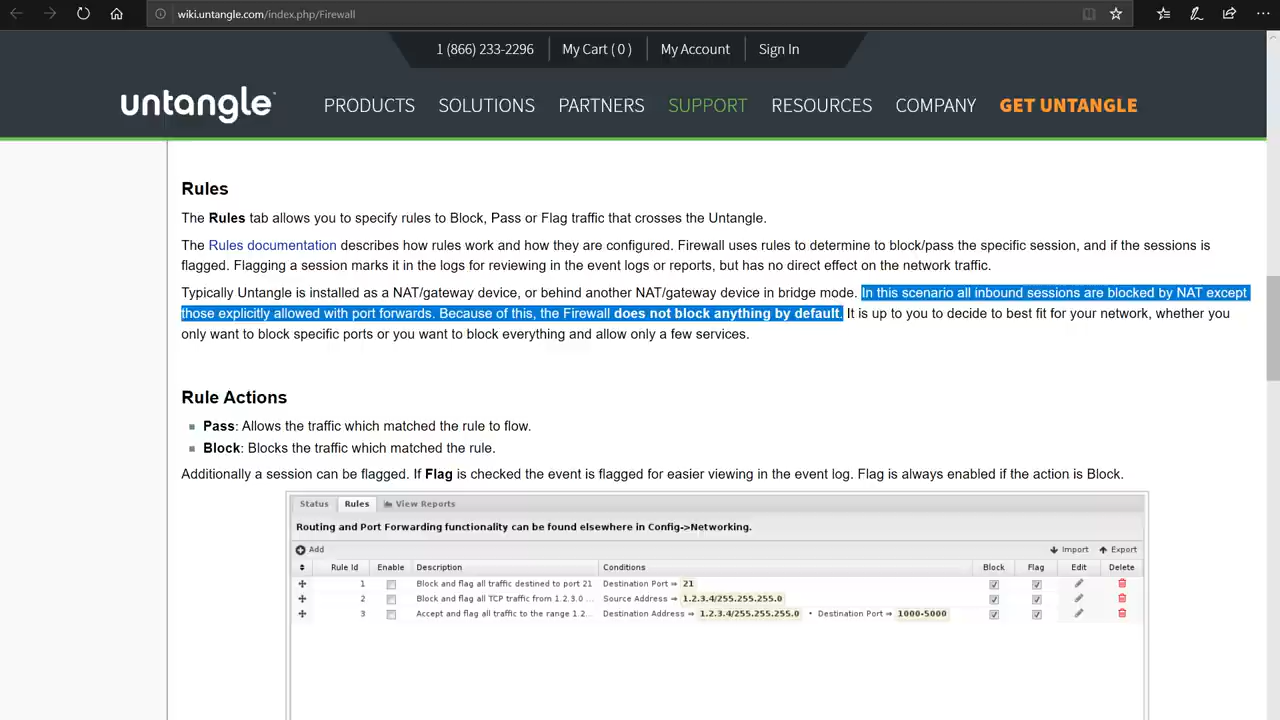 wiki.untangle.com/index.php/Firewall
1 (866) 233-2296 My Cart ( 0 ) My Account Sign In
untangle PRODUCTS SOLUTIONS PARTNERS SUPPORT RESOURCES COMPANY GET UNTANGLE
Rules
The Rules tab allows you to specify rules to Block, Pass or Flag traffic that crosses the Untangle.
The Rules documentation describes how rules work and how they are configured. Firewall uses rules to determine to block/pass the specific session, and if the sessions is
flagged. Flagging a session marks it in the logs for reviewing in the event logs or reports, but has no direct effect on the network traffic.
Typically Untangle is installed as a NAT/gateway device, or behind another NAT/gateway device in bridge mode. In this scenario all inbound sessions are blocked by NAT except
those explicitly allowed with port forwards. Because of this, the Firewall does not block anything by default. It is up to you to decide to best fit for your network, whether you
only want to block specific ports or you want to block everything and allow only a few services.
Rule Actions
Pass: Allows the traffic which matched the rule to flow.
Block: Blocks the traffic which matched the rule.
Additionally a session can be flagged. If Flag is checked the event is flagged for easier viewing in the event log. Flag is always enabled if the action is Block.
Status Rules View Reports
Routing and Port Forwarding functionality can be found elsewhere in Config->Networking.
Add Import Export
Rule Id Enable Description Conditions Block Flag Edit Delete
1 Block and flag all traffic destined to port 21 Destination Port ⇒ 21
2 Block and flag all TCP traffic from 1.2.3.0 ... Source Address ⇒ 1.2.3.4/255.255.255.0
3 Accept and flag all traffic to the range 1.2... Destination Address ⇒ 1.2.3.4/255.255.255.0 • Destination Port ⇒ 1000-5000